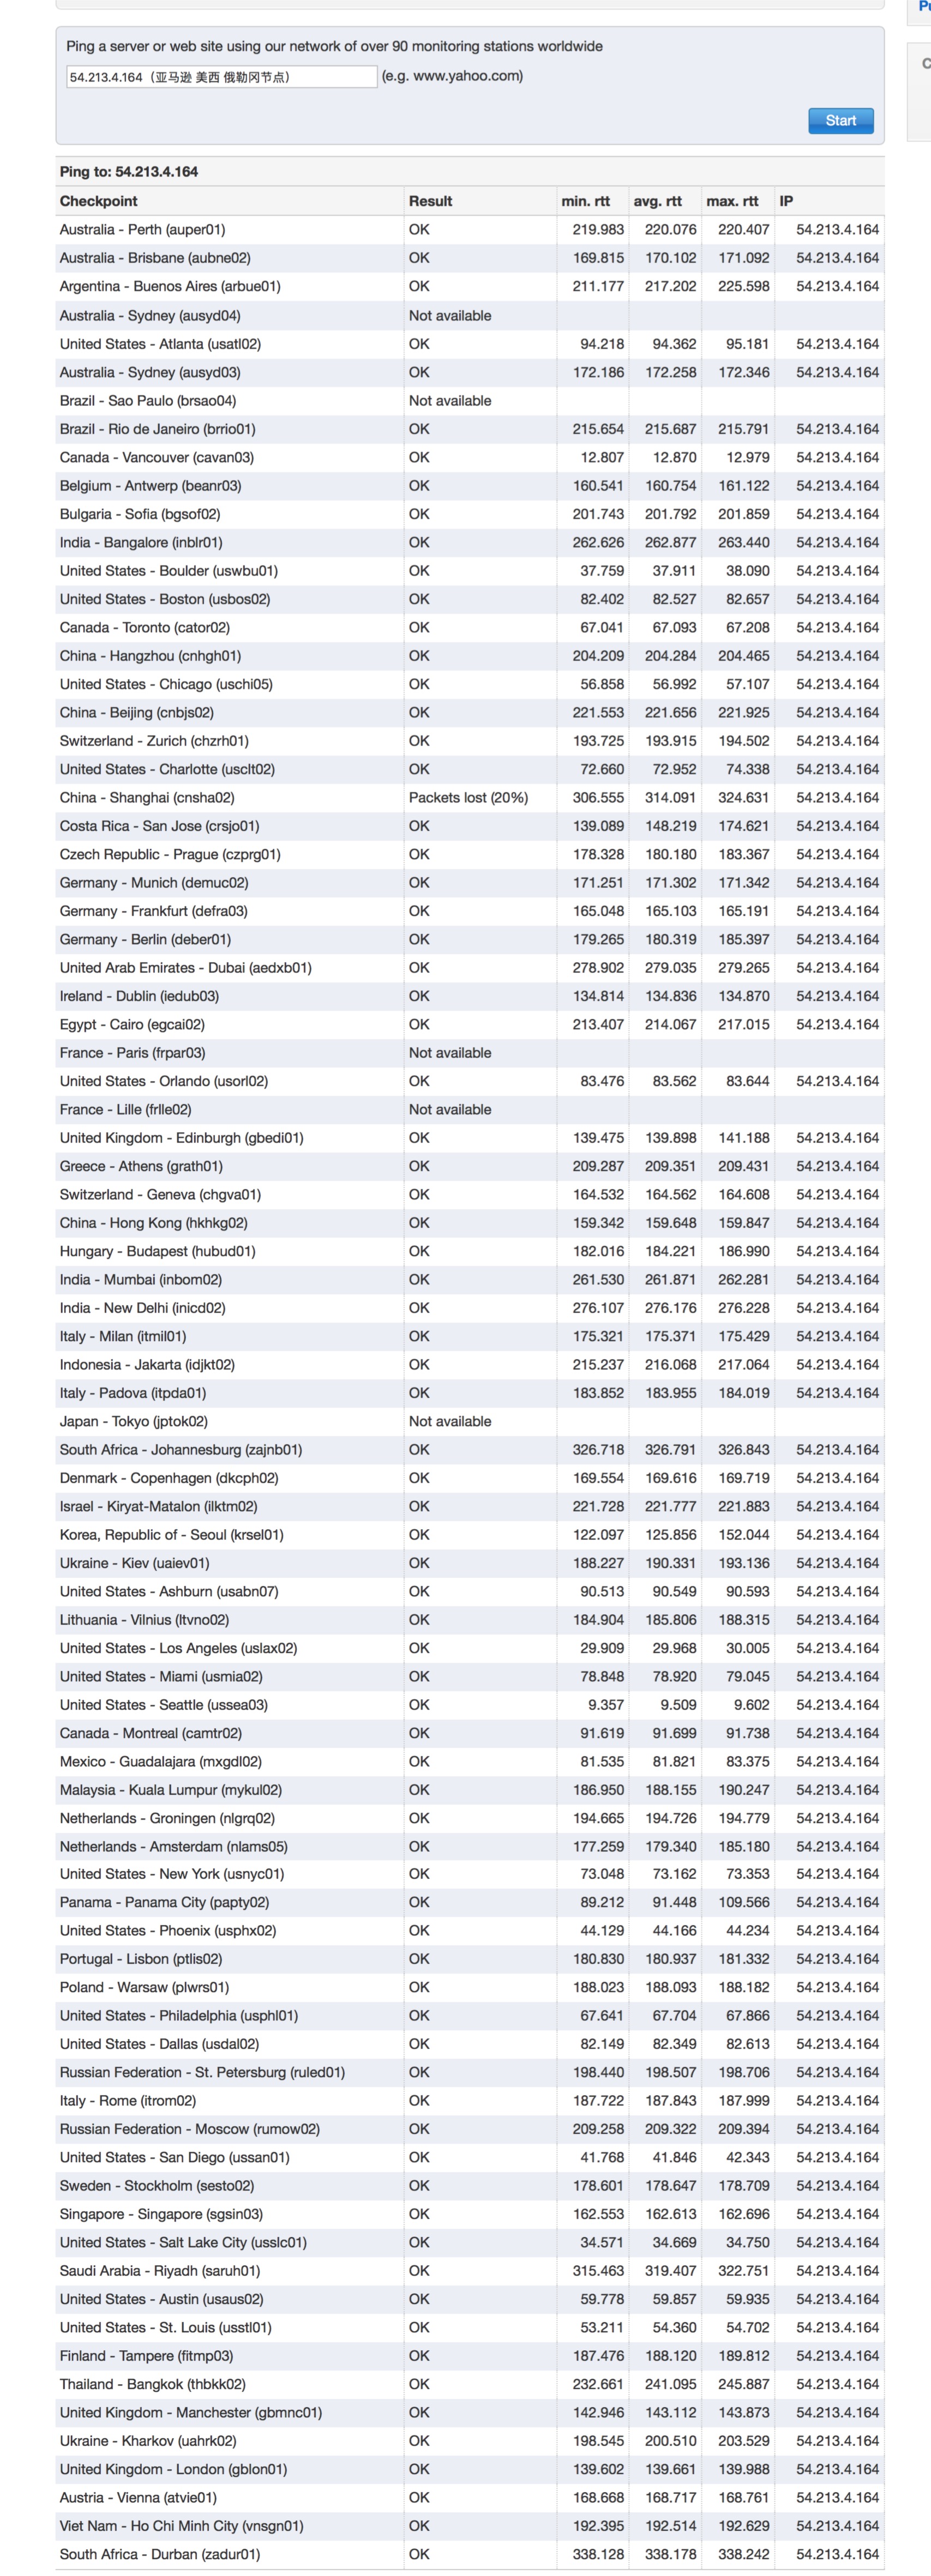 Pu
Ping a server or web site using our network of over 90 monitoring stations worldwide
54.213.4.164（亚马逊 美西 俄勒冈节点） (e.g. www.yahoo.com)
C
Start
Ping to: 54.213.4.164
Checkpoint Result min. rtt avg. rtt max. rtt IP
Australia - Perth (auper01) OK 219.983 220.076 220.407 54.213.4.164
Australia - Brisbane (aubne02) OK 169.815 170.102 171.092 54.213.4.164
Argentina - Buenos Aires (arbue01) OK 211.177 217.202 225.598 54.213.4.164
Australia - Sydney (ausyd04) Not available
United States - Atlanta (usatl02) OK 94.218 94.362 95.181 54.213.4.164
Australia - Sydney (ausyd03) OK 172.186 172.258 172.346 54.213.4.164
Brazil - Sao Paulo (brsao04) Not available
Brazil - Rio de Janeiro (brrio01) OK 215.654 215.687 215.791 54.213.4.164
Canada - Vancouver (cavan03) OK 12.807 12.870 12.979 54.213.4.164
Belgium - Antwerp (beanr03) OK 160.541 160.754 161.122 54.213.4.164
Bulgaria - Sofia (bgsof02) OK 201.743 201.792 201.859 54.213.4.164
India - Bangalore (inblr01) OK 262.626 262.877 263.440 54.213.4.164
United States - Boulder (uswbu01) OK 37.759 37.911 38.090 54.213.4.164
United States - Boston (usbos02) OK 82.402 82.527 82.657 54.213.4.164
Canada - Toronto (cator02) OK 67.041 67.093 67.208 54.213.4.164
China - Hangzhou (cnhgh01) OK 204.209 204.284 204.465 54.213.4.164
United States - Chicago (uschi05) OK 56.858 56.992 57.107 54.213.4.164
China - Beijing (cnbjs02) OK 221.553 221.656 221.925 54.213.4.164
Switzerland - Zurich (chzrh01) OK 193.725 193.915 194.502 54.213.4.164
United States - Charlotte (usclt02) OK 72.660 72.952 74.338 54.213.4.164
China - Shanghai (cnsha02) Packets lost (20%) 306.555 314.091 324.631 54.213.4.164
Costa Rica - San Jose (crsjo01) OK 139.089 148.219 174.621 54.213.4.164
Czech Republic - Prague (czprg01) OK 178.328 180.180 183.367 54.213.4.164
Germany - Munich (demuc02) OK 171.251 171.302 171.342 54.213.4.164
Germany - Frankfurt (defra03) OK 165.048 165.103 165.191 54.213.4.164
Germany - Berlin (deber01) OK 179.265 180.319 185.397 54.213.4.164
United Arab Emirates - Dubai (aedxb01) OK 278.902 279.035 279.265 54.213.4.164
Ireland - Dublin (iedub03) OK 134.814 134.836 134.870 54.213.4.164
Egypt - Cairo (egcai02) OK 213.407 214.067 217.015 54.213.4.164
France - Paris (frpar03) Not available
United States - Orlando (usorl02) OK 83.476 83.562 83.644 54.213.4.164
France - Lille (frlle02) Not available
United Kingdom - Edinburgh (gbedi01) OK 139.475 139.898 141.188 54.213.4.164
Greece - Athens (grath01) OK 209.287 209.351 209.431 54.213.4.164
Switzerland - Geneva (chgva01) OK 164.532 164.562 164.608 54.213.4.164
China - Hong Kong (hkhkg02) OK 159.342 159.648 159.847 54.213.4.164
Hungary - Budapest (hubud01) OK 182.016 184.221 186.990 54.213.4.164
India - Mumbai (inbom02) OK 261.530 261.871 262.281 54.213.4.164
India - New Delhi (inicd02) OK 276.107 276.176 276.228 54.213.4.164
Italy - Milan (itmil01) OK 175.321 175.371 175.429 54.213.4.164
Indonesia - Jakarta (idjkt02) OK 215.237 216.068 217.064 54.213.4.164
Italy - Padova (itpda01) OK 183.852 183.955 184.019 54.213.4.164
Japan - Tokyo (jptok02) Not available
South Africa - Johannesburg (zajnb01) OK 326.718 326.791 326.843 54.213.4.164
Denmark - Copenhagen (dkcph02) OK 169.554 169.616 169.719 54.213.4.164
Israel - Kiryat-Matalon (ilktm02) OK 221.728 221.777 221.883 54.213.4.164
Korea, Republic of - Seoul (krsel01) OK 122.097 125.856 152.044 54.213.4.164
Ukraine - Kiev (uaiev01) OK 188.227 190.331 193.136 54.213.4.164
United States - Ashburn (usabn07) OK 90.513 90.549 90.593 54.213.4.164
Lithuania - Vilnius (ltvno02) OK 184.904 185.806 188.315 54.213.4.164
United States - Los Angeles (uslax02) OK 29.909 29.968 30.005 54.213.4.164
United States - Miami (usmia02) OK 78.848 78.920 79.045 54.213.4.164
United States - Seattle (ussea03) OK 9.357 9.509 9.602 54.213.4.164
Canada - Montreal (camtr02) OK 91.619 91.699 91.738 54.213.4.164
Mexico - Guadalajara (mxgdl02) OK 81.535 81.821 83.375 54.213.4.164
Malaysia - Kuala Lumpur (mykul02) OK 186.950 188.155 190.247 54.213.4.164
Netherlands - Groningen (nlgrq02) OK 194.665 194.726 194.779 54.213.4.164
Netherlands - Amsterdam (nlams05) OK 177.259 179.340 185.180 54.213.4.164
United States - New York (usnyc01) OK 73.048 73.162 73.353 54.213.4.164
Panama - Panama City (papty02) OK 89.212 91.448 109.566 54.213.4.164
United States - Phoenix (usphx02) OK 44.129 44.166 44.234 54.213.4.164
Portugal - Lisbon (ptlis02) OK 180.830 180.937 181.332 54.213.4.164
Poland - Warsaw (plwrs01) OK 188.023 188.093 188.182 54.213.4.164
United States - Philadelphia (usphl01) OK 67.641 67.704 67.866 54.213.4.164
United States - Dallas (usdal02) OK 82.149 82.349 82.613 54.213.4.164
Russian Federation - St. Petersburg (ruled01) OK 198.440 198.507 198.706 54.213.4.164
Italy - Rome (itrom02) OK 187.722 187.843 187.999 54.213.4.164
Russian Federation - Moscow (rumow02) OK 209.258 209.322 209.394 54.213.4.164
United States - San Diego (ussan01) OK 41.768 41.846 42.343 54.213.4.164
Sweden - Stockholm (sesto02) OK 178.601 178.647 178.709 54.213.4.164
Singapore - Singapore (sgsin03) OK 162.553 162.613 162.696 54.213.4.164
United States - Salt Lake City (usslc01) OK 34.571 34.669 34.750 54.213.4.164
Saudi Arabia - Riyadh (saruh01) OK 315.463 319.407 322.751 54.213.4.164
United States - Austin (usaus02) OK 59.778 59.857 59.935 54.213.4.164
United States - St. Louis (usstl01) OK 53.211 54.360 54.702 54.213.4.164
Finland - Tampere (fitmp03) OK 187.476 188.120 189.812 54.213.4.164
Thailand - Bangkok (thbkk02) OK 232.661 241.095 245.887 54.213.4.164
United Kingdom - Manchester (gbmnc01) OK 142.946 143.112 143.873 54.213.4.164
Ukraine - Kharkov (uahrk02) OK 198.545 200.510 203.529 54.213.4.164
United Kingdom - London (gblon01) OK 139.602 139.661 139.988 54.213.4.164
Austria - Vienna (atvie01) OK 168.668 168.717 168.761 54.213.4.164
Viet Nam - Ho Chi Minh City (vnsgn01) OK 192.395 192.514 192.629 54.213.4.164
South Africa - Durban (zadur01) OK 338.128 338.178 338.242 54.213.4.164